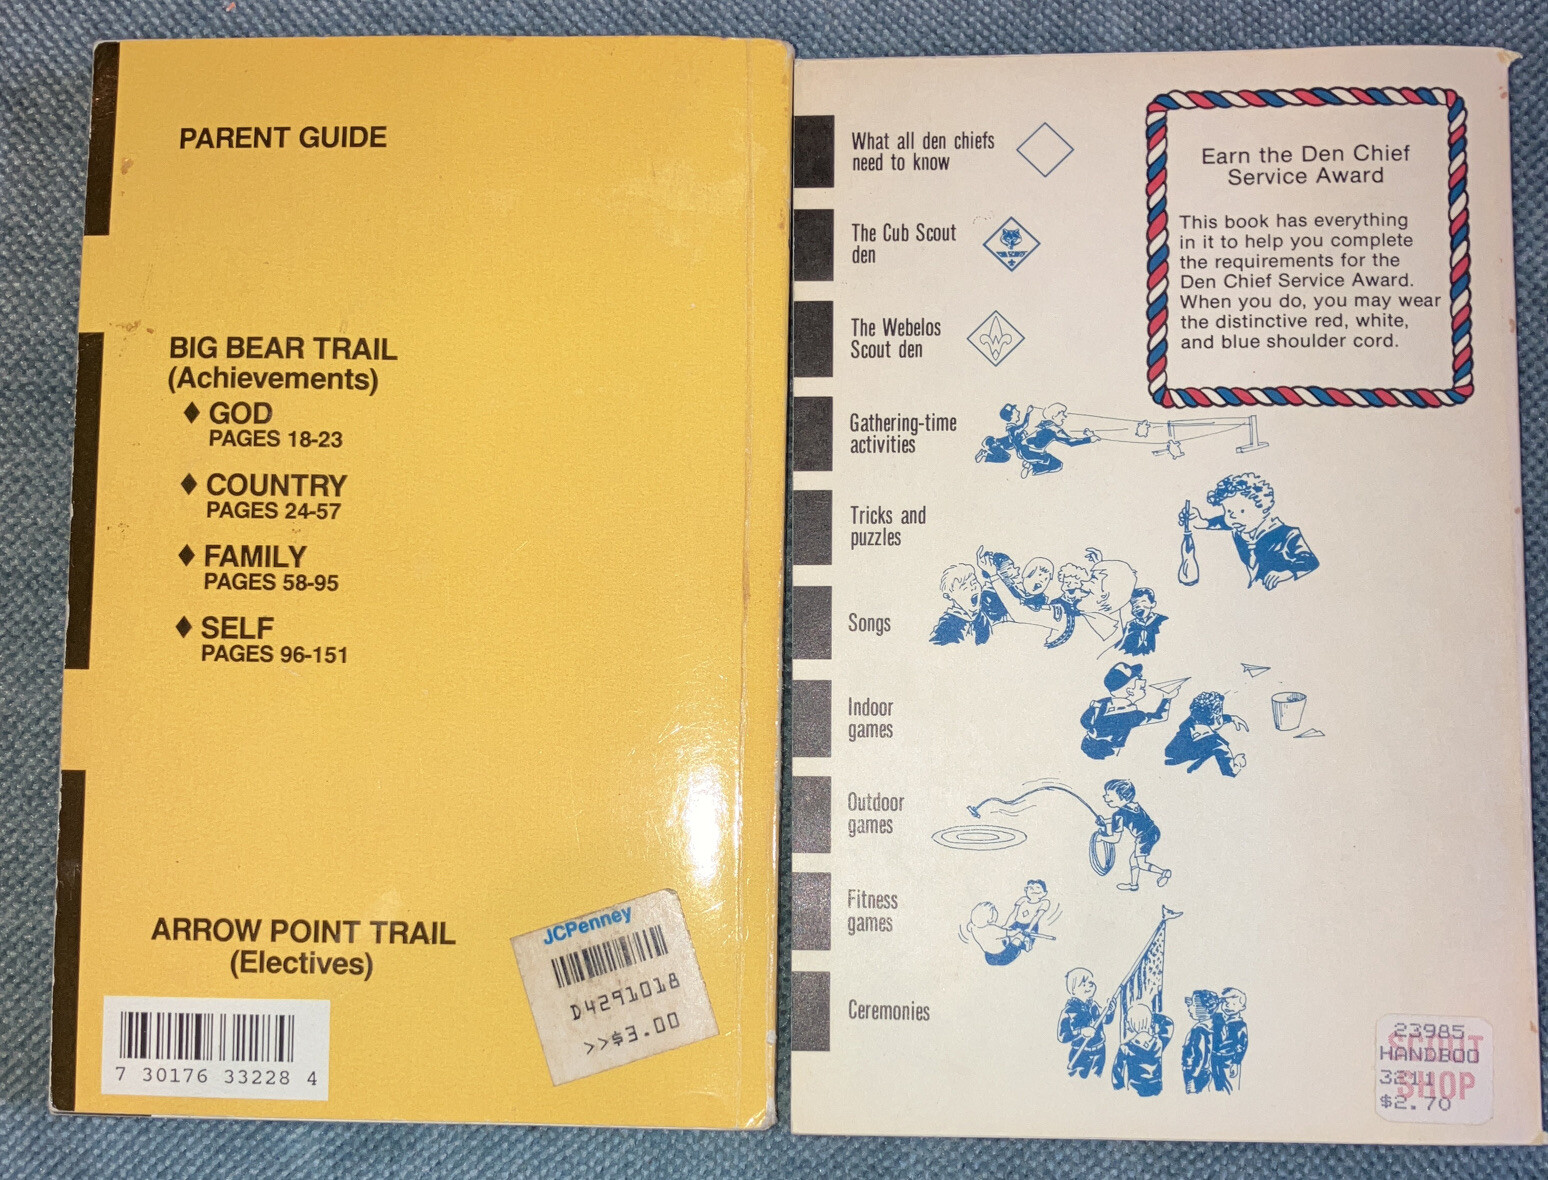 PARENT GUIDE
BIG BEAR TRAIL
(Achievements)
♦ GOD
PAGES 18-23
♦ COUNTRY
PAGES 24-57
♦ FAMILY
PAGES 58-95
♦ SELF
PAGES 96-151
ARROW POINT TRAIL
(Electives)
7 30176 33228 4
JCPenney
D4291018
>>$3.00
What all den chiefs
need to know
The Cub Scout
den
The Webelos
Scout den
W
Gathering-time
activities
Tricks and
puzzles
Songs
Indoor
games
Outdoor
games
Fitness
games
Ceremonies
Earn the Den Chief
Service Award
This book has everything
in it to help you complete
the requirements for the
Den Chief Service Award.
When you do, you may wear
the distinctive red, white,
and blue shoulder cord.
SCOUT
SHOP
23985
HANDBOO
3211
$2.70